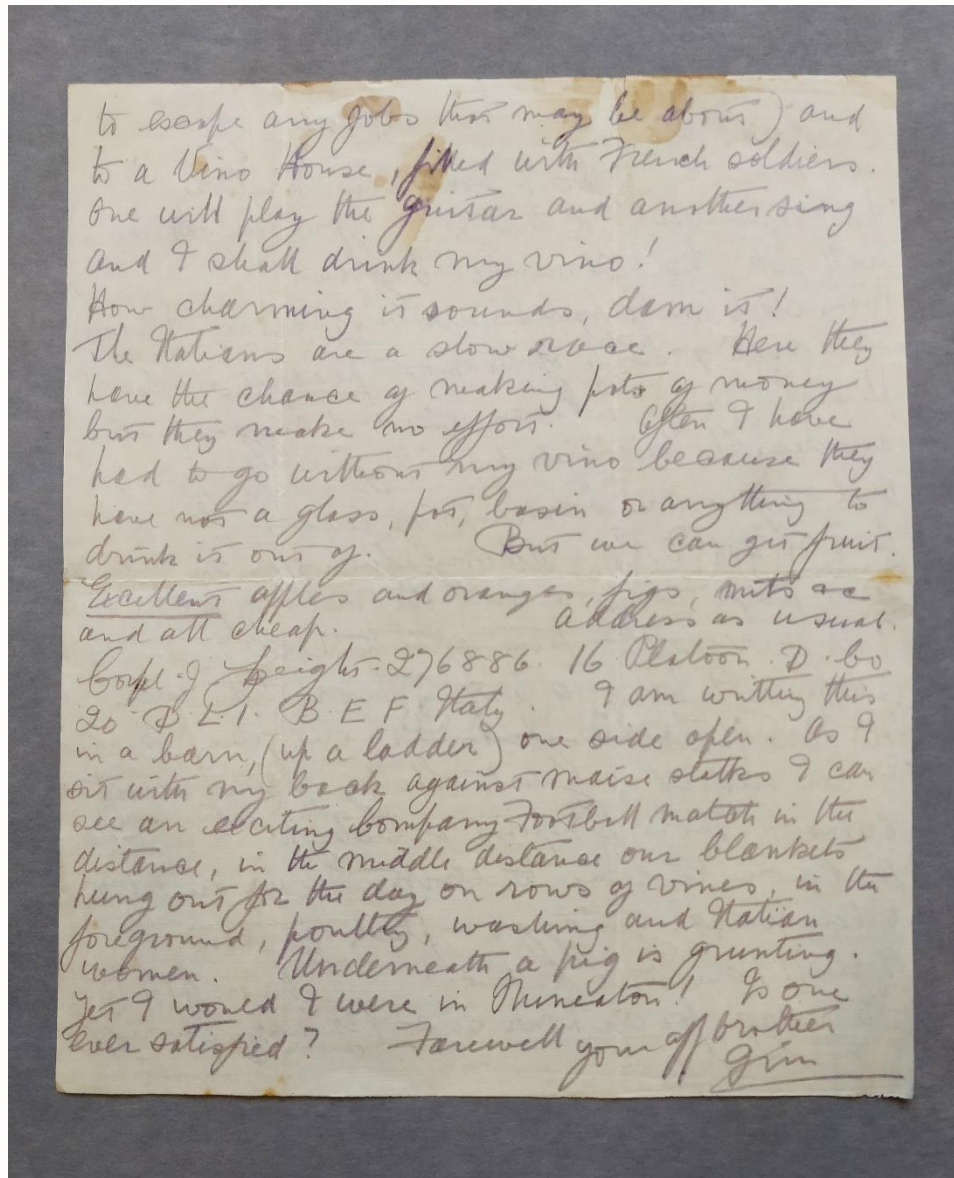 to escape any jobs that may be about) and
to a Vino House, filled with French soldiers.
One will play the guitar and another sing
and I shall drink my vino!
How charming it sounds, dam it!
The Italians are a slow race. Here they
have the chance of making pots of money
but they make no effort. Often I have
had to go without my vino because they
have not a glass, pot, basin or anything to
drink it out of. But we can get fruit.
Excellent apples and oranges, figs, nuts &c
and all cheap. Address as usual.
Corpl. J Speight. 276886. 16 Platoon. D. Co
20 D.L.I. B E F Italy. I am writing this
in a barn, (up a ladder) one side open. As I
sit with my back against maise stalks I can
see an exciting Company Football match in the
distance, in the middle distance our blankets
hung out for the day on rows of vines, in the
foreground, poultry, washing and Italian
women. Underneath a pig is grunting.
Yet I would I were in Nuneaton! Is one
ever satisfied? Farewell your aff brother
Jim